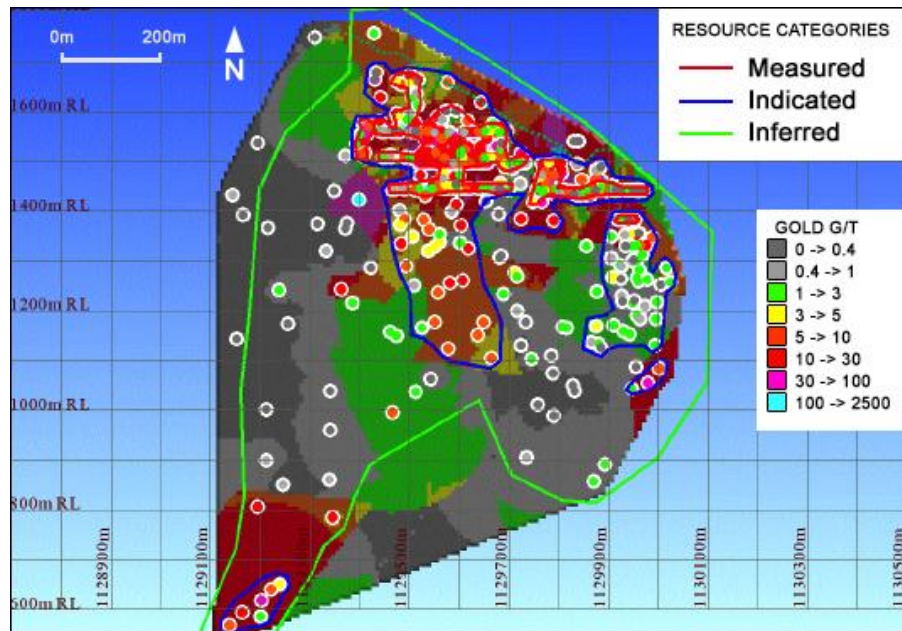 0m 200m
N
RESOURCE CATEGORIES
Measured
Indicated
Inferred
1600m RL
1400m RL
GOLD G/T
0 -> 0.4
0.4 -> 1
1 -> 3
3 -> 5
5 -> 10
10 -> 30
30 -> 100
100 -> 2500
1200m RL
1000m RL
800m RL
600m RL
1128900m
1129100m
1129700m
1129900m
1130100m
1130300m
1130500m